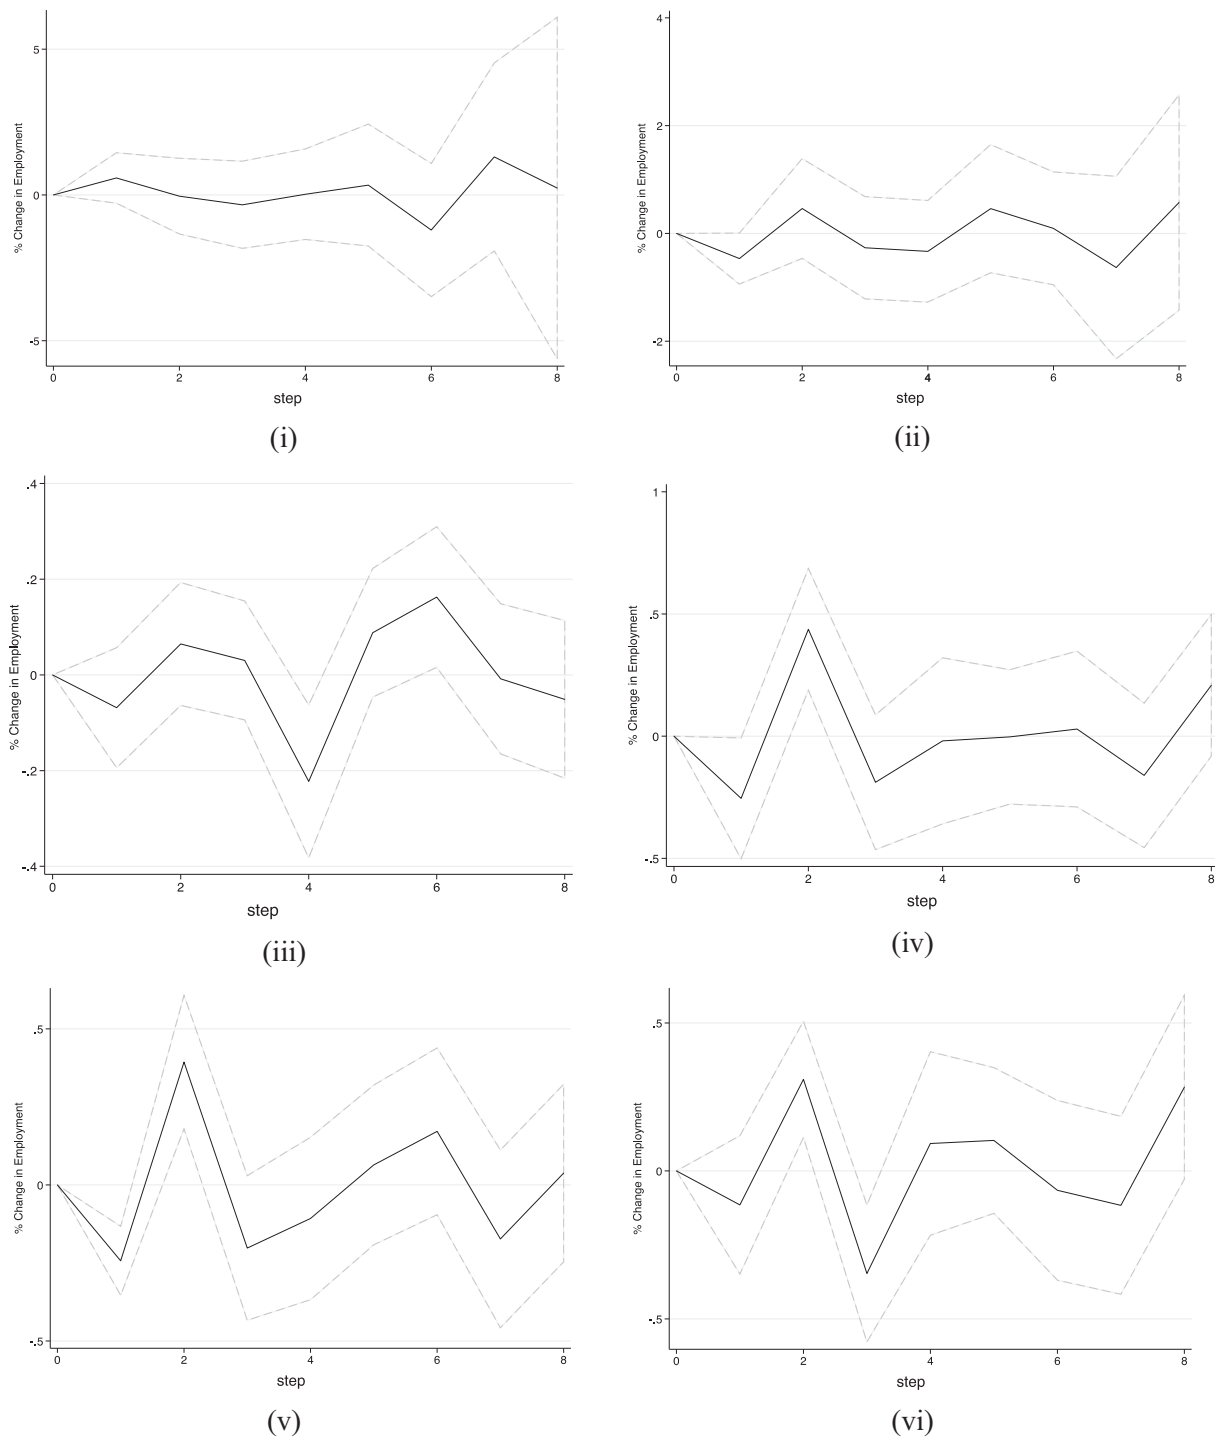 % Change in Employment
5
0
-5
0 2 4 6 8
step
(i)
% Change in Employment
4
2
0
-2
0 2 4 6 8
step
(ii)
% Change in Employment
.4
.2
0
-.2
-.4
0 2 4 6 8
step
(iii)
% Change in Employment
1
.5
0
-.5
0 2 4 6 8
step
(iv)
% Change in Employment
.5
0
-.5
0 2 4 6 8
step
(v)
% Change in Employment
.5
0
-.5
0 2 4 6 8
step
(vi)